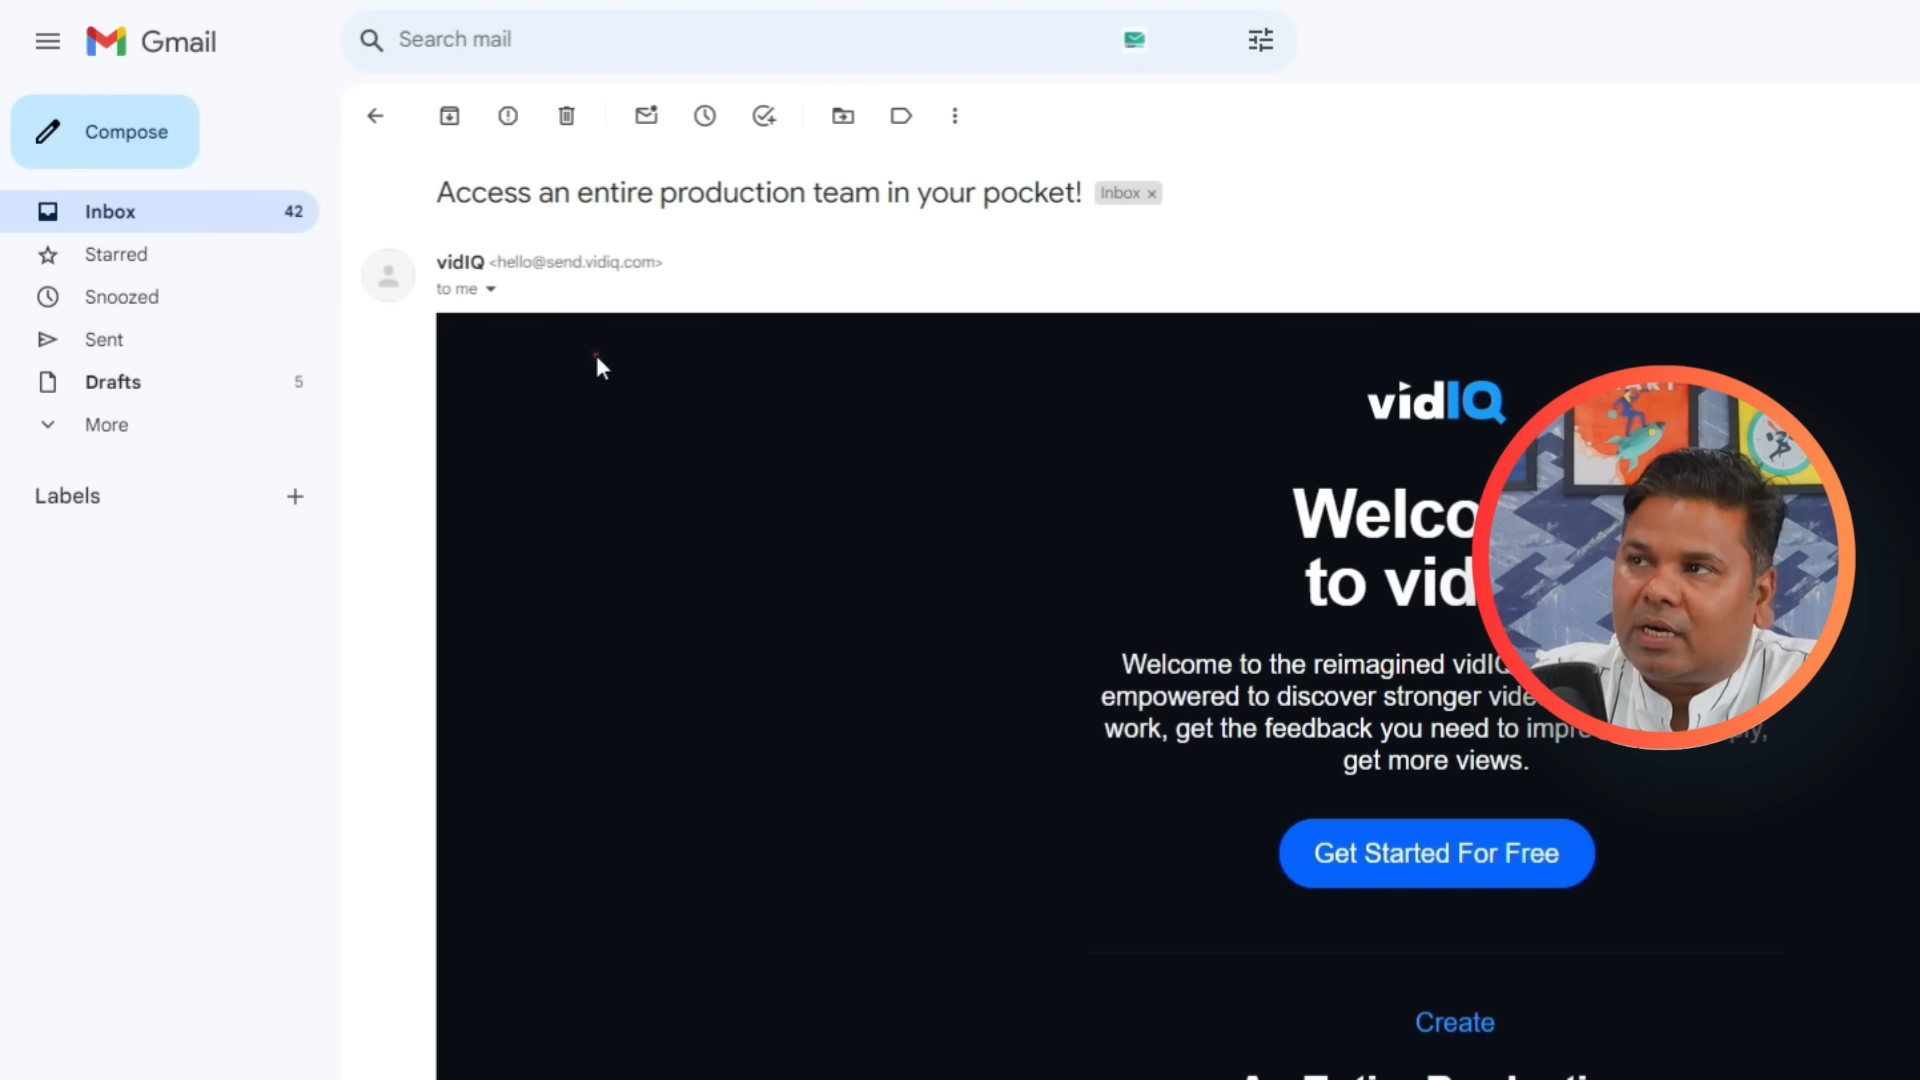 Gmail
Search mail
Compose
Inbox 42
Starred
Snoozed
Sent
Drafts 5
More
Labels
Access an entire production team in your pocket! Inbox ×
vidIQ <hello@send.vidiq.com>
to me
vidIQ
Welco
to vid
Welcome to the reimagined vidIQ
empowered to discover stronger vide
work, get the feedback you need to impr
get more views.
Get Started For Free
Create